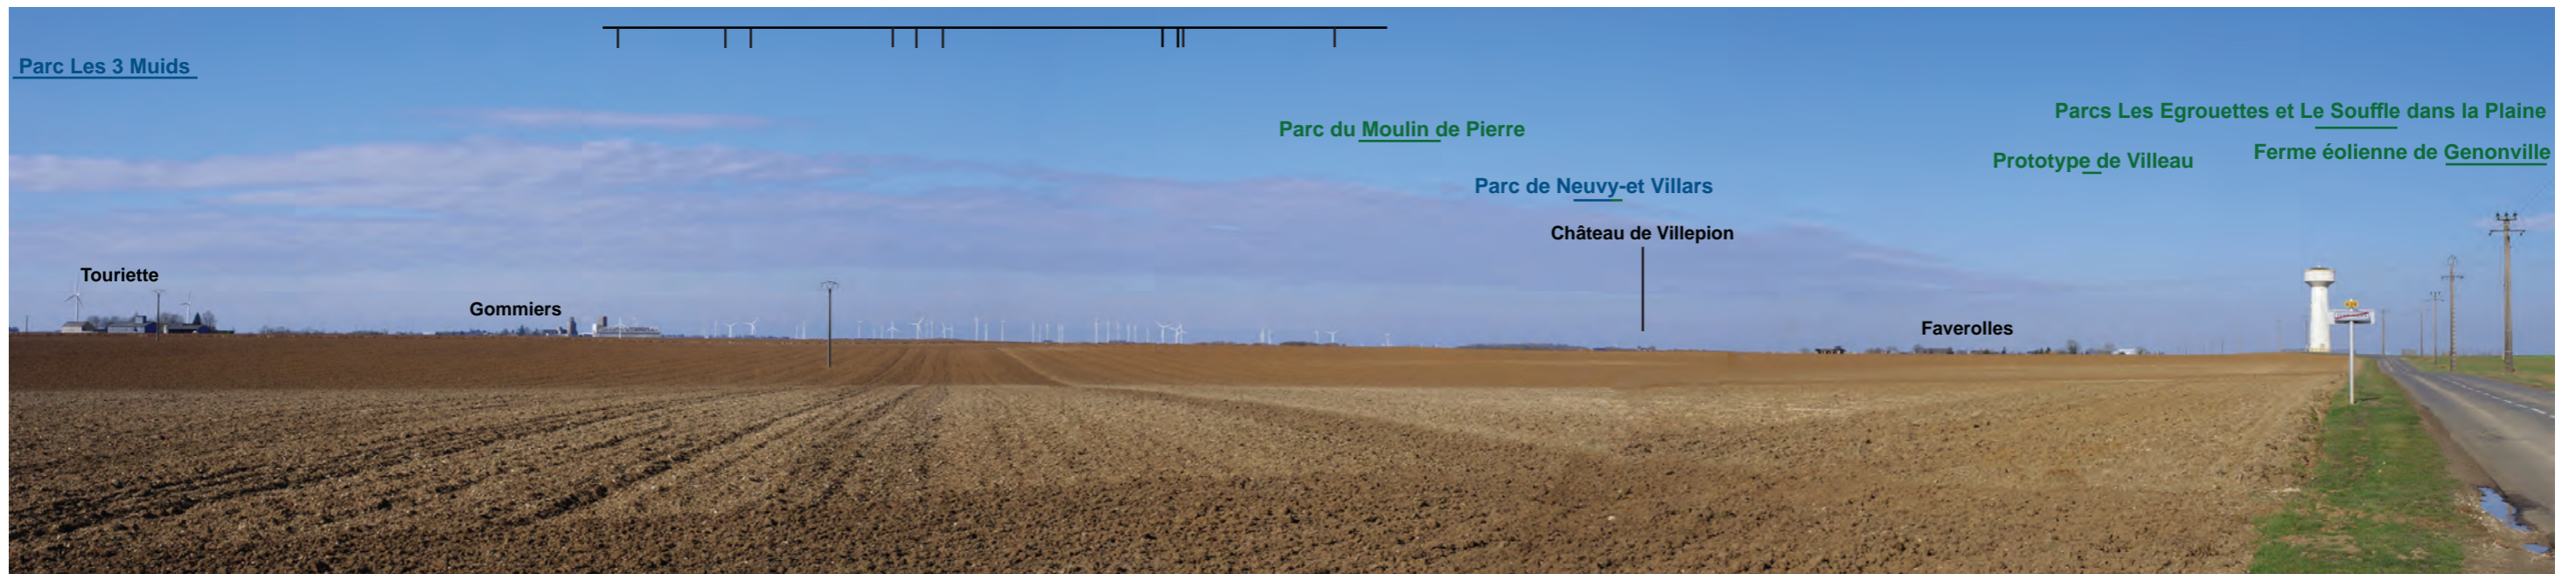 Parc Les 3 Muids
Parcs Les Egrouettes et Le Souffle dans la Plaine
Parc du Moulin de Pierre
Ferme éolienne de Genonville
Prototype de Villeau
Parc de Neuvy-et Villars
Château de Villepion
Touriette
Gommiers
Faverolles